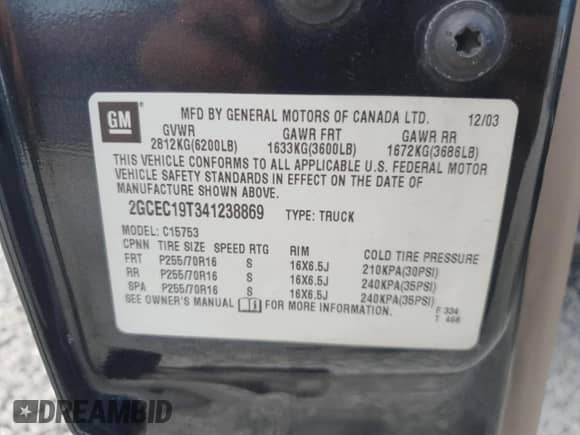 GM
MFD BY GENERAL MOTORS OF CANADA LTD. 12/03
GVWR GAWR FRT GAWR RR
2812KG(6200LB) 1633KG(3600LB) 1672KG(3686LB)
THIS VEHICLE CONFORMS TO ALL APPLICABLE U.S. FEDERAL MOTOR
VEHICLE SAFETY STANDARDS IN EFFECT ON THE DATE OF
MANUFACTURE SHOWN ABOVE.
2GCEC19T341238869 TYPE: TRUCK
MODEL: C15753
CPNN TIRE SIZE SPEED RTG RIM COLD TIRE PRESSURE
FRT P255/70R16 S 16X6.5J 210KPA(30PSI)
RR P255/70R16 S 16X6.5J 240KPA(35PSI)
SPA P255/70R16 S 16X6.5J 240KPA(35PSI)
SEE OWNER'S MANUAL FOR MORE INFORMATION.
F 334
T 468
DREAMBID